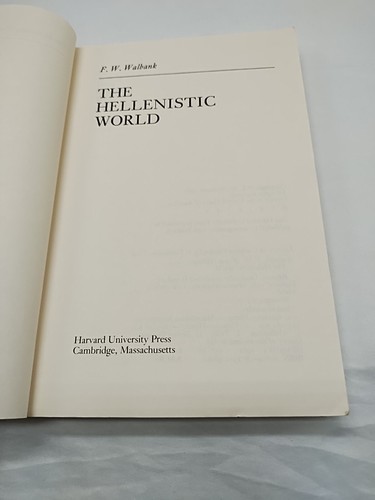 F. W. Walbank
THE
HELLENISTIC
WORLD
Harvard University Press
Cambridge, Massachusetts